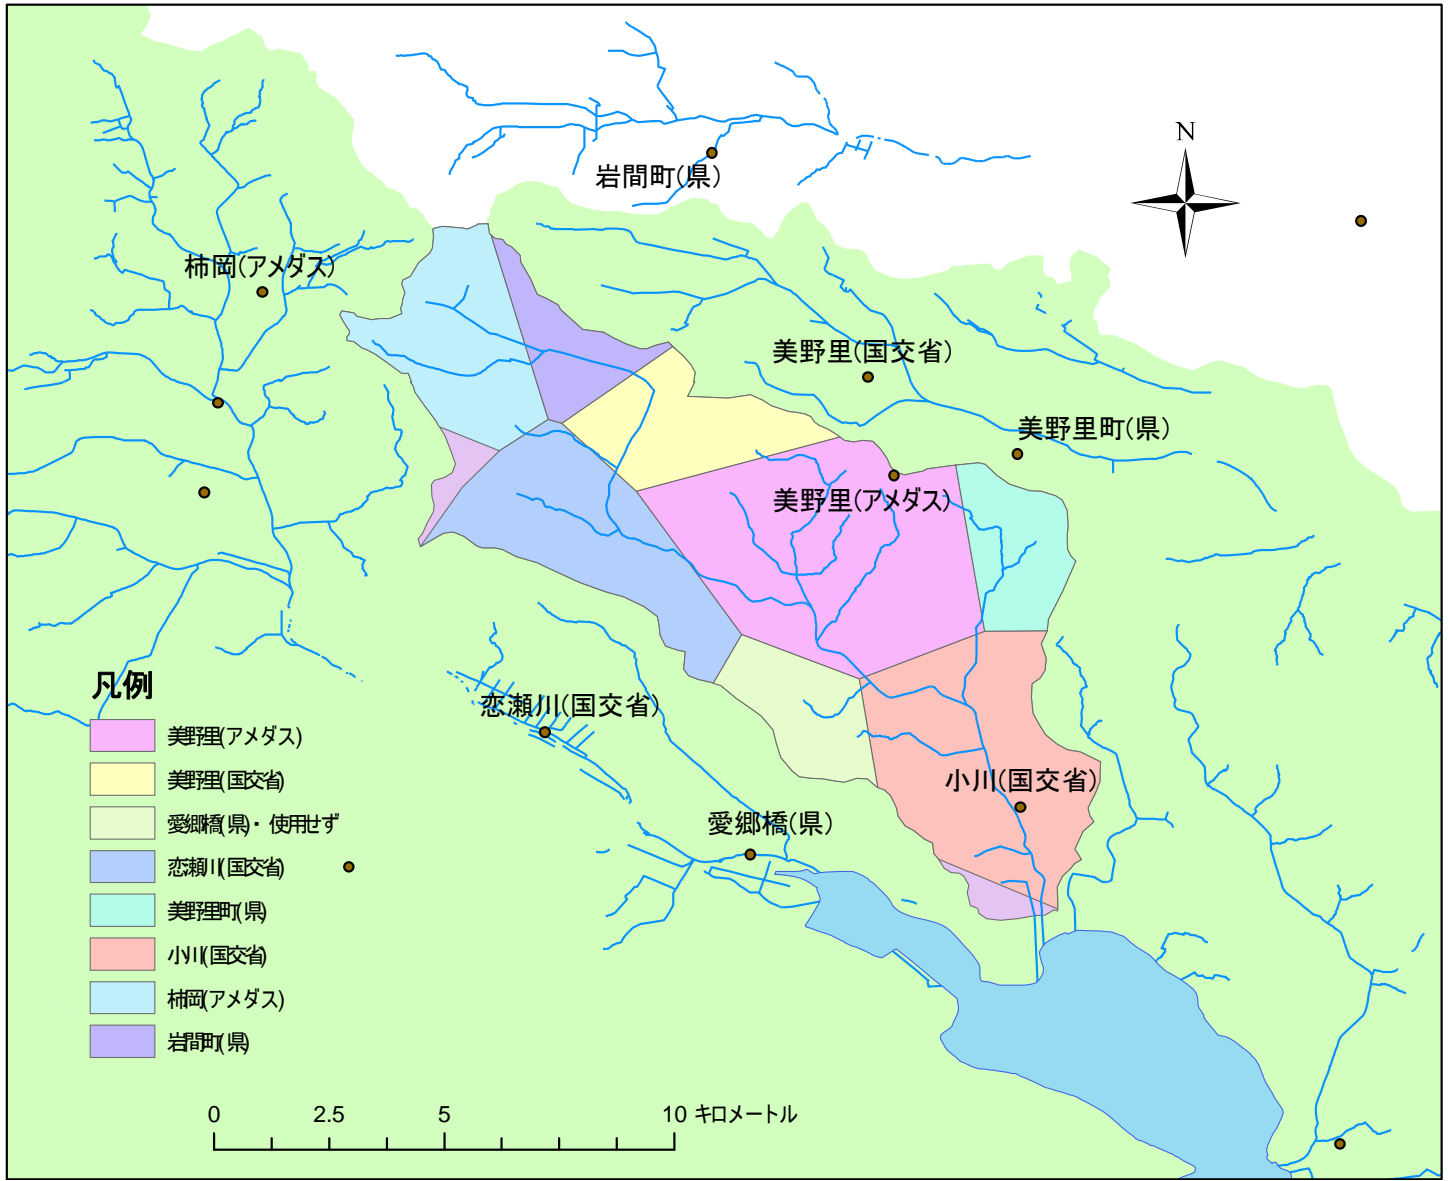 N
岩間町(県)
柿岡(アメダス)
美野里(国交省)
美野里町(県)
美野里(アメダス)
恋瀬川(国交省)
小川(国交省)
愛郷橋(県)
凡例
美野里(アメダス)
美野里(国交省)
愛郷橋(県)・使用せず
恋瀬川(国交省)
美野里町(県)
小川(国交省)
柿岡(アメダス)
岩間町(県)
0 2.5 5 10 キロメートル